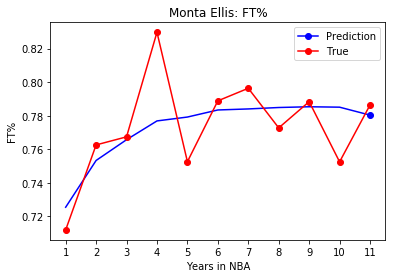 Monta Ellis: FT%
Prediction
True
FT%
0.82
0.80
0.78
0.76
0.74
0.72
1 2 3 4 5 6 7 8 9 10 11
Years in NBA